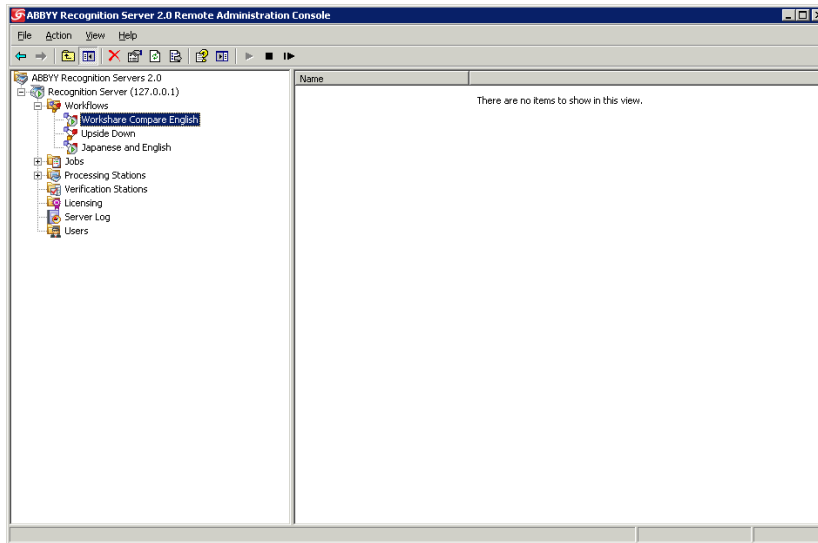 ABBYY Recognition Server 2.0 Remote Administration Console
File Action View Help
ABBYY Recognition Servers 2.0
Name
Recognition Server (127.0.0.1)
There are no items to show in this view.
Workflows
Workshare Compare English
Upside Down
Japanese and English
Jobs
Processing Stations
Verification Stations
Licensing
Server Log
Users